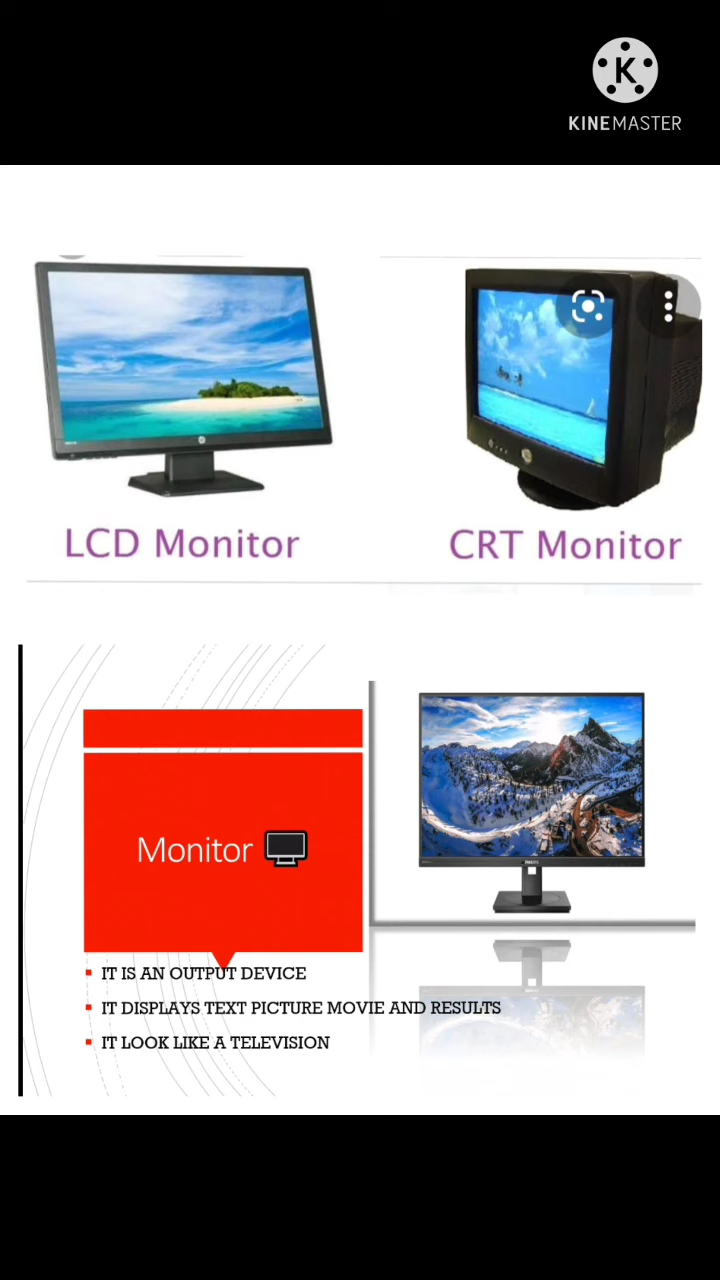 KINEMASTER
LCD Monitor
CRT Monitor
Monitor
IT IS AN OUTPUT DEVICE
IT DISPLAYS TEXT PICTURE MOVIE AND RESULTS
IT LOOK LIKE A TELEVISION